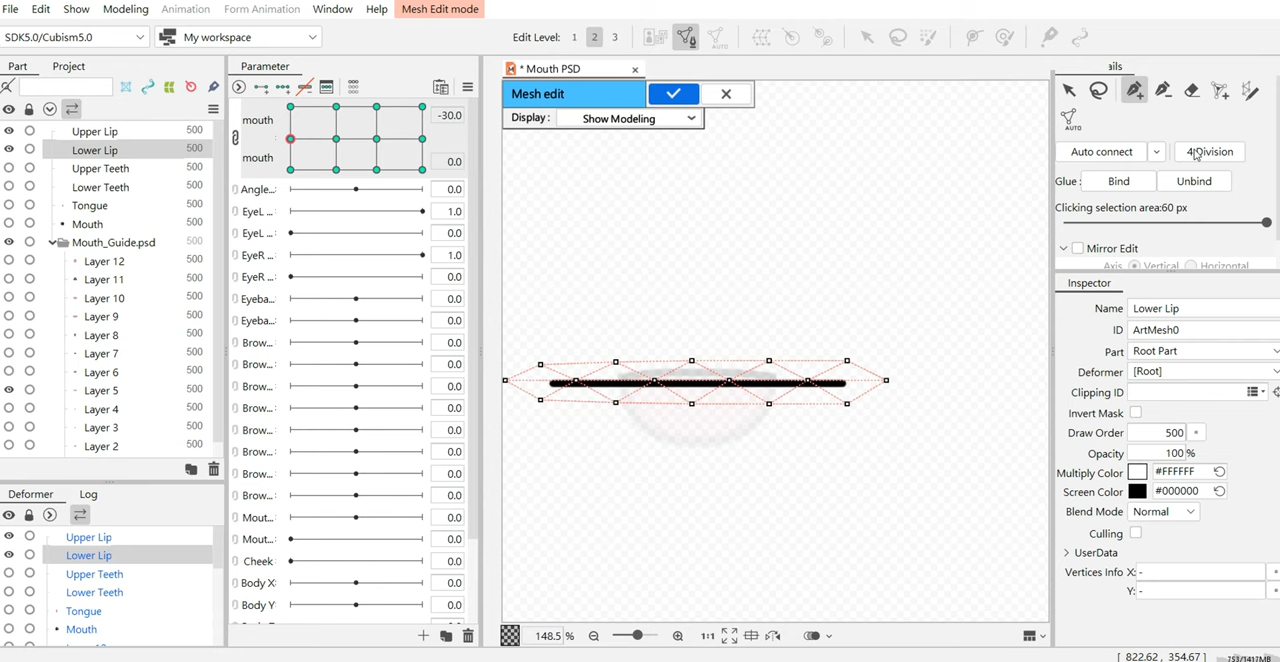 File Edit Show Modeling Animation Form Animation Window Help Mesh Edit mode
SDK5.0/Cubism5.0 My workspace Edit Level: 1 2 3
Part Project
Parameter
* Mouth PSD
ails
Mesh edit
Display: Show Modeling
AUTO
Auto connect 4 Division
Glue: Bind Unbind
Clicking selection area:60 px
Mirror Edit
Axis Vertical Horizontal
Upper Lip 500
Lower Lip 500
Upper Teeth 500
Lower Teeth 500
Tongue 500
Mouth 500
Mouth_Guide.psd 500
Layer 12 500
Layer 11 500
Layer 10 500
Layer 9 500
Layer 8 500
Layer 7 500
Layer 6 500
Layer 5 500
Layer 4 500
Layer 3 500
Layer 2 500
Deformer Log
Upper Lip
Lower Lip
Upper Teeth
Lower Teeth
Tongue
Mouth
mouth -30.0
mouth 0.0
Angle... 0.0
EyeL ... 1.0
EyeL ... 0.0
EyeR ... 1.0
EyeR ... 0.0
Eyeba... 0.0
Eyeba... 0.0
Brow... 0.0
Brow... 0.0
Brow... 0.0
Brow... 0.0
Brow... 0.0
Brow... 0.0
Brow... 0.0
Brow... 0.0
Mout... 0.0
Mout... 0.0
Cheek 0.0
Body X: 0.0
Body Y: 0.0
148.5 % 1:1
Inspector
Name Lower Lip
ID ArtMesh0
Part Root Part
Deformer [Root]
Clipping ID
Invert Mask
Draw Order 500
Opacity 100 %
Multiply Color #FFFFFF
Screen Color #000000
Blend Mode Normal
Culling
UserData
Vertices Info X: -
Y: -
[ 822.62, 354.67] 753/1417MB